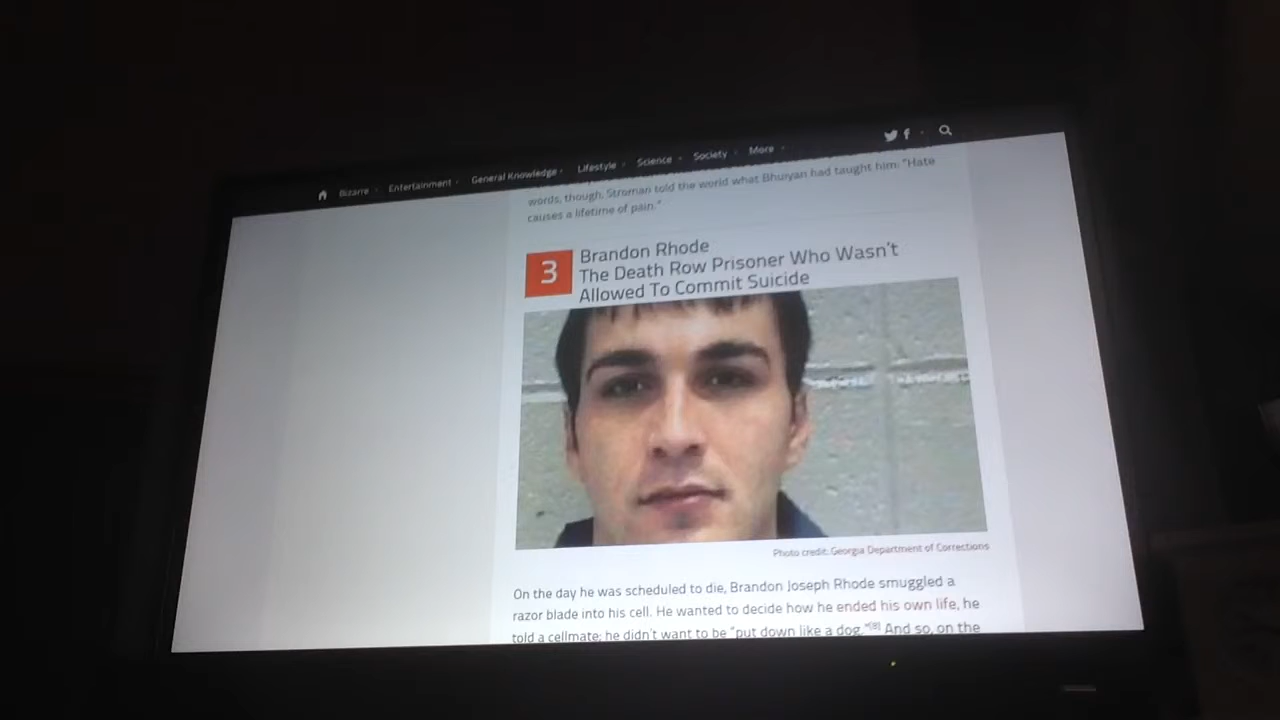 Bizarre Entertainment General Knowledge Lifestyle Science Society More
words, though, Stroman told the world what Bhuiyan had taught him: "Hate
causes a lifetime of pain."
3
Brandon Rhode
The Death Row Prisoner Who Wasn't
Allowed To Commit Suicide
Photo credit: Georgia Department of Corrections
On the day he was scheduled to die, Brandon Joseph Rhode smuggled a
razor blade into his cell. He wanted to decide how he ended his own life, he
told a cellmate; he didn't want to be "put down like a dog."[8] And so, on the